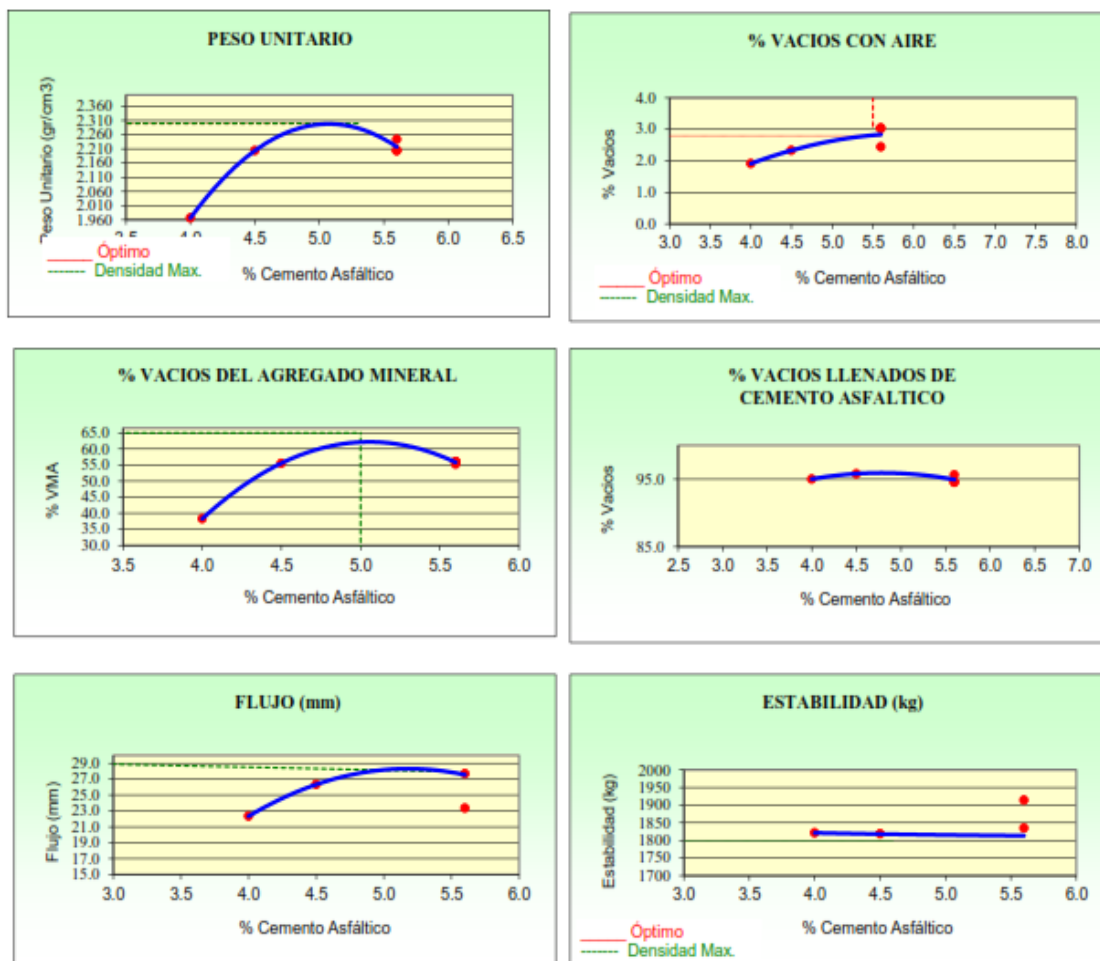 PESO UNITARIO
Peso Unitario (gr/cm3)
2.360
2.310
2.260
2.210
2.160
2.110
2.060
2.010
1.960
4.5 5.0 5.5 6.0 6.5
Óptimo
Densidad Max.
% Cemento Asfáltico
% VACIOS CON AIRE
% Vacios
4.0
3.0
2.0
1.0
0.0
3.0 3.5 4.0 4.5 5.0 5.5 6.0 6.5 7.0 7.5 8.0
% Cemento Asfáltico
Óptimo
Densidad Max.
% VACIOS DEL AGREGADO MINERAL
% VMA
65.0
60.0
55.0
50.0
45.0
40.0
35.0
30.0
3.5 4.0 4.5 5.0 5.5 6.0
% Cemento Asfáltico
% VACIOS LLENADOS DE
CEMENTO ASFALTICO
% Vacios
95.0
85.0
2.5 3.0 3.5 4.0 4.5 5.0 5.5 6.0 6.5 7.0
% Cemento Asfáltico
FLUJO (mm)
Flujo (mm)
29.0
27.0
25.0
23.0
21.0
19.0
17.0
15.0
3.0 3.5 4.0 4.5 5.0 5.5 6.0
% Cemento Asfáltico
ESTABILIDAD (kg)
Estabilidad (kg)
2000
1950
1900
1850
1800
1750
1700
3.0 3.5 4.0 4.5 5.0 5.5 6.0
% Cemento Asfáltico
Óptimo
Densidad Max.